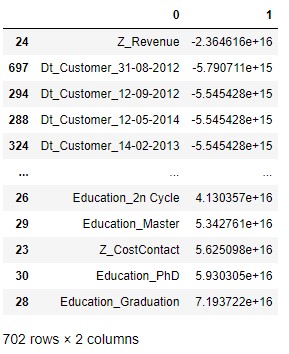 0 1
24 Z_Revenue -2.364616e+16
697 Dt_Customer_31-08-2012 -5.790711e+15
294 Dt_Customer_12-09-2012 -5.545428e+15
288 Dt_Customer_12-05-2014 -5.545428e+15
324 Dt_Customer_14-02-2013 -5.545428e+15
... ... ...
26 Education_2n Cycle 4.130357e+16
29 Education_Master 5.342761e+16
23 Z_CostContact 5.625098e+16
30 Education_PhD 5.930305e+16
28 Education_Graduation 7.193722e+16
702 rows × 2 columns